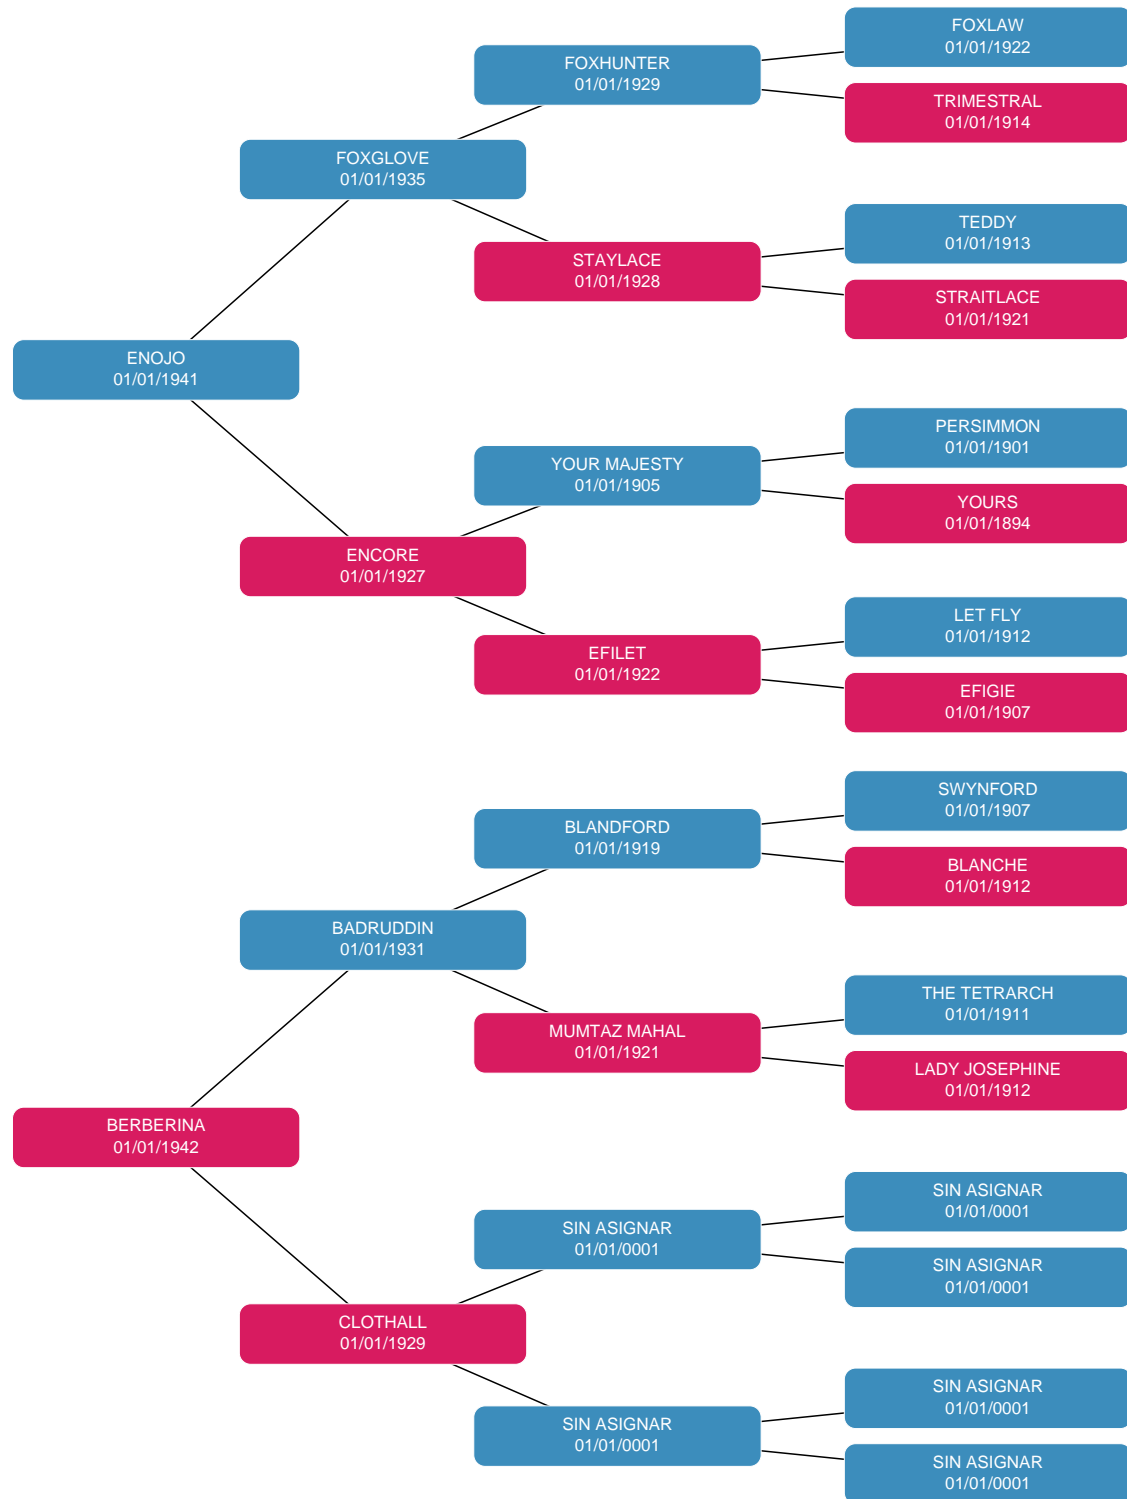 FOXLAW
01/01/1922
FOXHUNTER
01/01/1929
TRIMESTRAL
01/01/1914
FOXGLOVE
01/01/1935
TEDDY
01/01/1913
STAYLACE
01/01/1928
STRAITLACE
01/01/1921
ENOJO
01/01/1941
PERSIMMON
01/01/1901
YOUR MAJESTY
01/01/1905
YOURS
01/01/1894
ENCORE
01/01/1927
LET FLY
01/01/1912
EFILET
01/01/1922
EFIGIE
01/01/1907
SWYNFORD
01/01/1907
BLANDFORD
01/01/1919
BLANCHE
01/01/1912
BADRUDDIN
01/01/1931
THE TETRARCH
01/01/1911
MUMTAZ MAHAL
01/01/1921
LADY JOSEPHINE
01/01/1912
BERBERINA
01/01/1942
SIN ASIGNAR
01/01/0001
SIN ASIGNAR
01/01/0001
SIN ASIGNAR
01/01/0001
CLOTHALL
01/01/1929
SIN ASIGNAR
01/01/0001
SIN ASIGNAR
01/01/0001
SIN ASIGNAR
01/01/0001